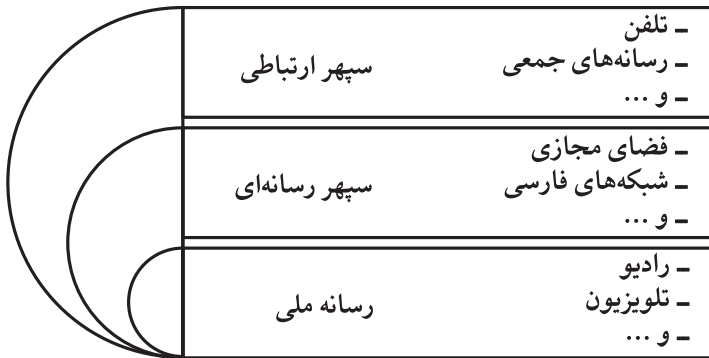 ـ تلفن
ـ رسانه‌های جمعی
سپهر ارتباطی
ـ و ...
ـ فضای مجازی
ـ شبکه‌های فارسی
سپهر رسانه‌ای
ـ و ...
ـ رادیو
ـ تلویزیون
رسانه ملی
ـ و ...